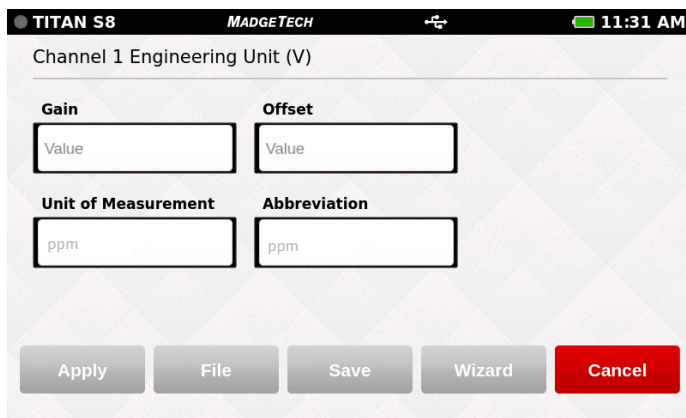 TITAN S8 MADGETECH 11:31 AM
Channel 1 Engineering Unit (V)
Gain Offset
Value Value
Unit of Measurement Abbreviation
ppm ppm
Apply File Save Wizard Cancel